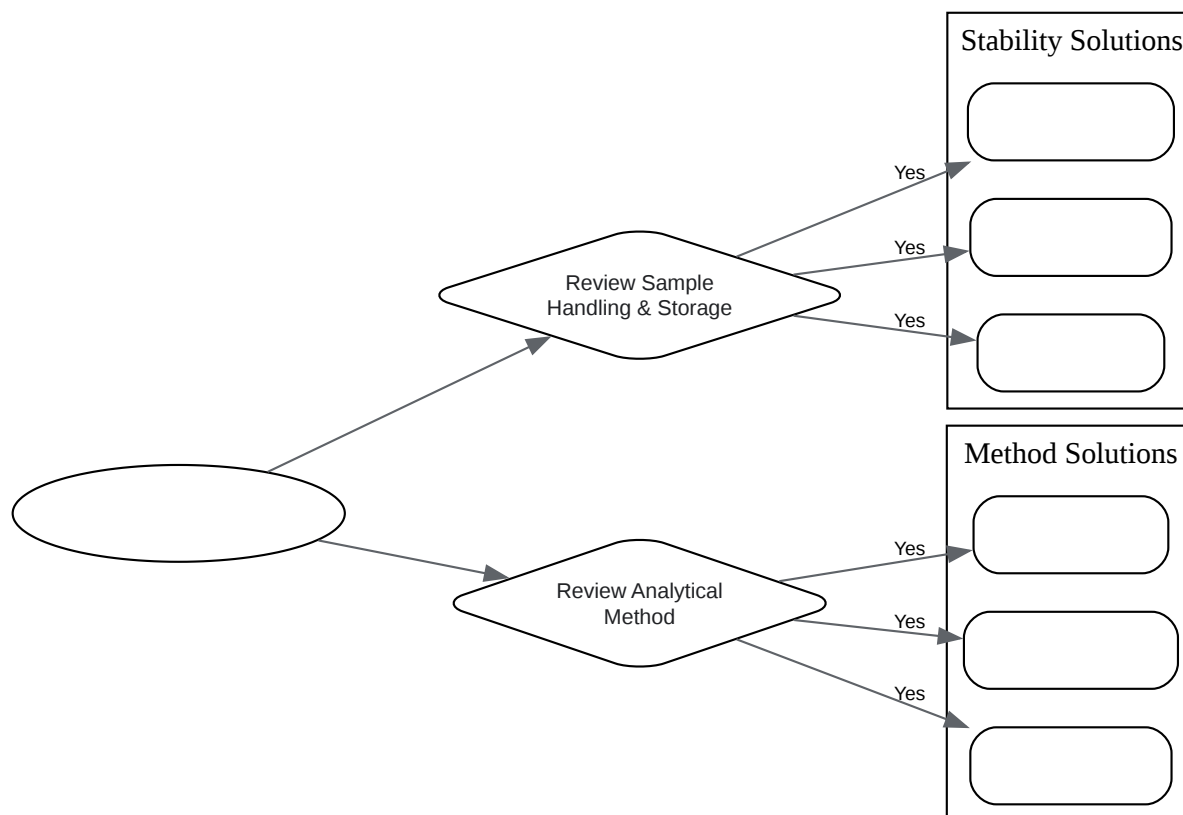 Stability Solutions
Yes
Yes
Review Sample
Handling & Storage
Yes
Method Solutions
Yes
Review Analytical
Method
Yes
Yes